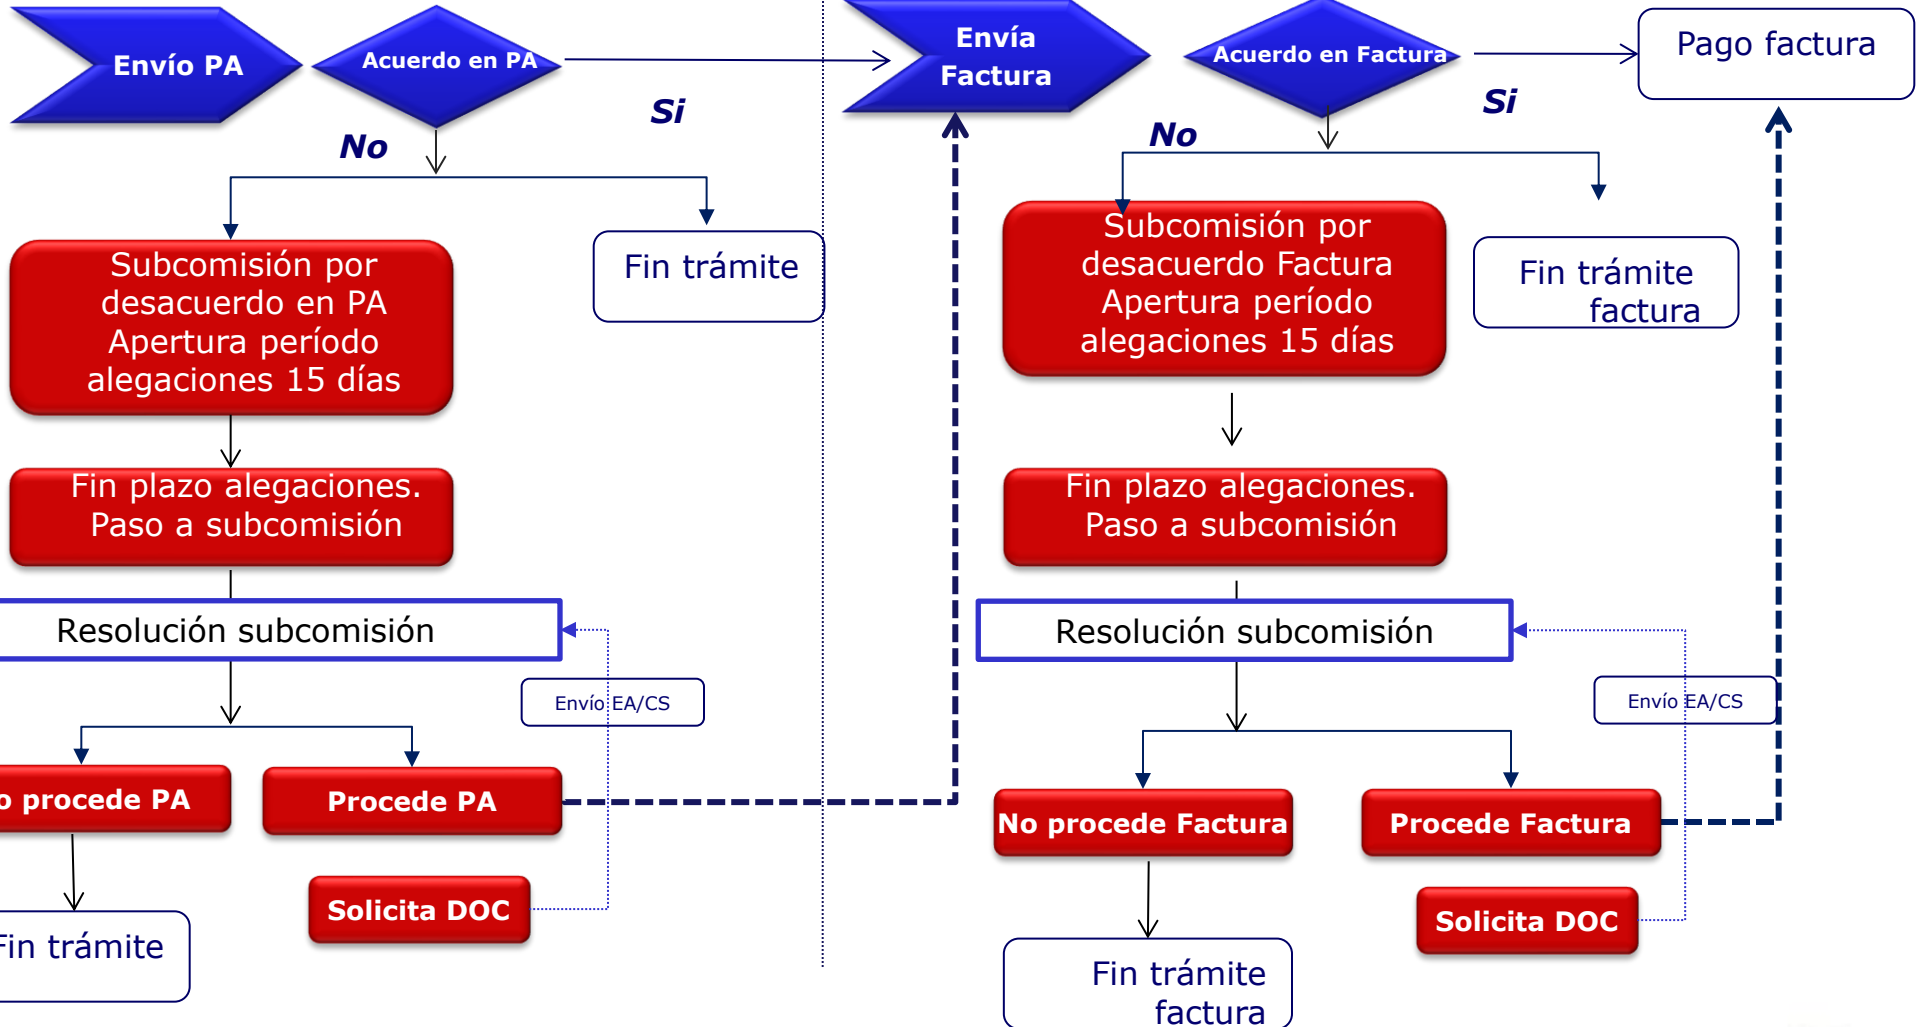 Envío PA
Acuerdo en PA
Si
No
Subcomisión por
desacuerdo en PA
Apertura período
alegaciones 15 días
Fin trámite
Fin plazo alegaciones.
Paso a subcomisión
Resolución subcomisión
Envío EA/CS
o procede PA
Procede PA
Solicita DOC
Fin trámite
Envía
Factura
Acuerdo en Factura
Si
Pago factura
No
Subcomisión por
desacuerdo Factura
Apertura período
alegaciones 15 días
Fin trámite
factura
Fin plazo alegaciones.
Paso a subcomisión
Resolución subcomisión
Envío EA/CS
No procede Factura
Procede Factura
Solicita DOC
Fin trámite
factura